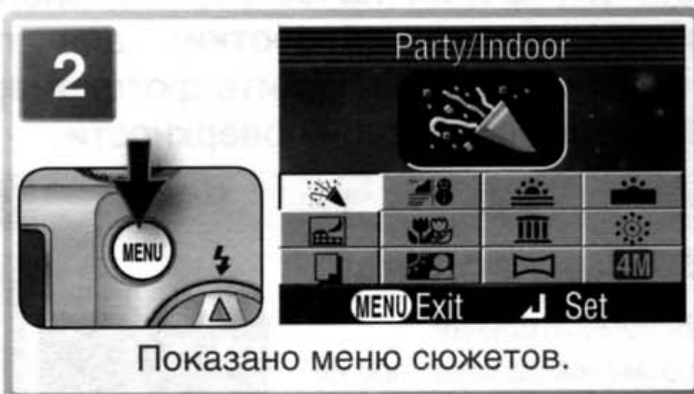 2
Party/Indoor
MENU
4M
MENU Exit Set
Показано меню сюжетов.